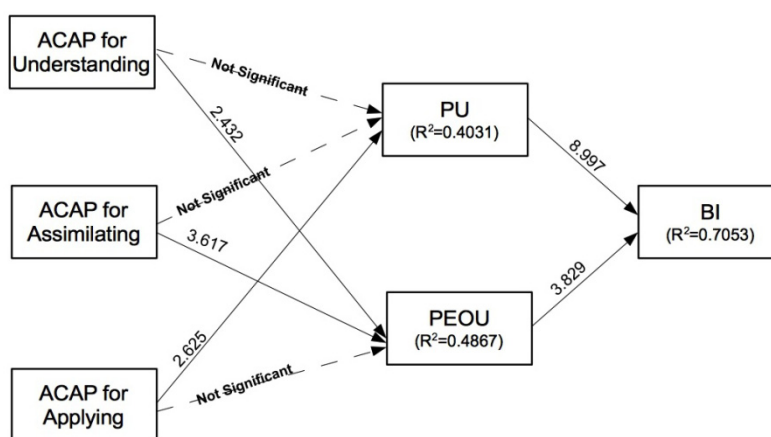 ACAP for
Understanding
Not Significant
2.432
PU
(R²=0.4031)
8.997
ACAP for
Assimilating
Not Significant
3.617
BI
(R²=0.7053)
2.625
PEOU
(R²=0.4867)
3.829
ACAP for
Applying
Not Significant